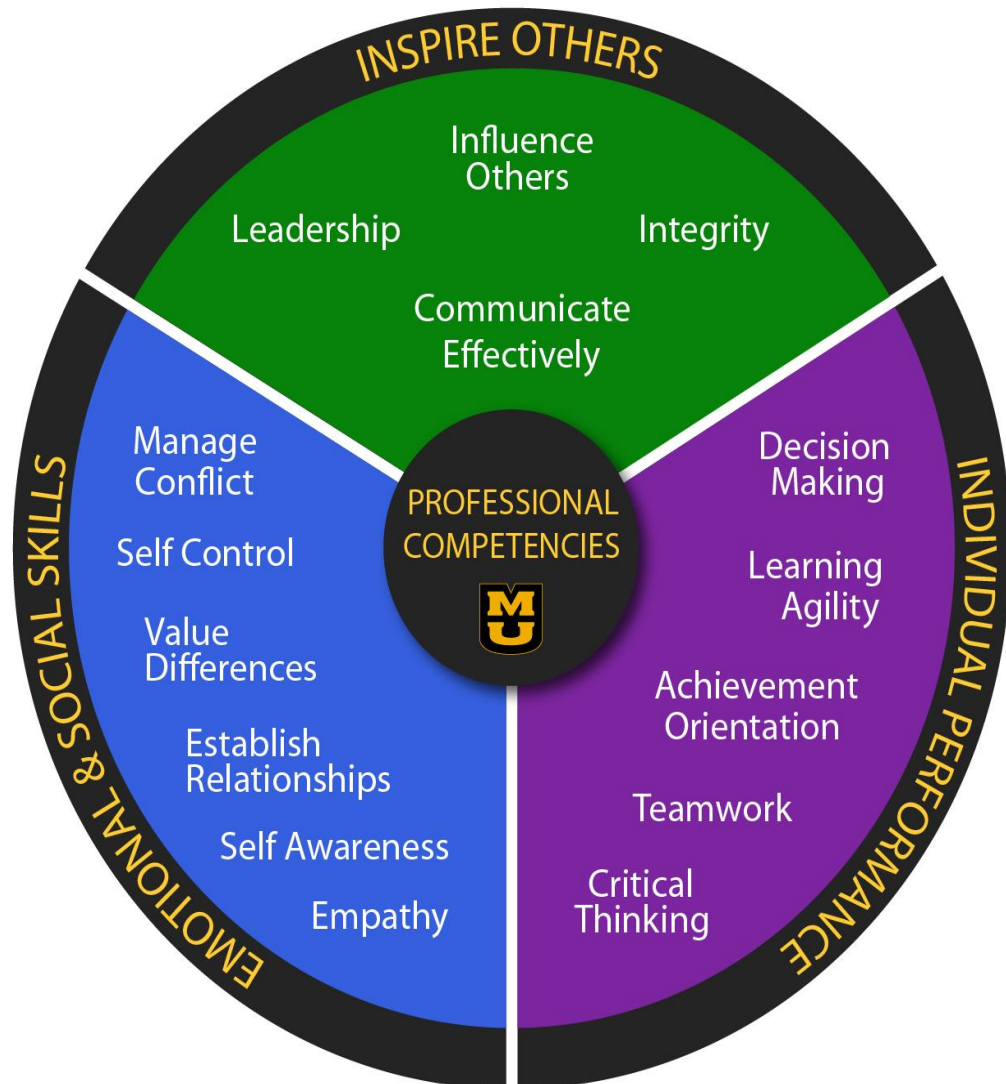 INSPIRE OTHERS
Influence
Others
Leadership
Integrity
Communicate
Effectively
EMOTIONAL & SOCIAL SKILLS
Manage
Conflict
Self Control
Value
Differences
Establish
Relationships
Self Awareness
Empathy
PROFESSIONAL
COMPETENCIES
MU
INDIVIDUAL PERFORMANCE
Decision
Making
Learning
Agility
Achievement
Orientation
Teamwork
Critical
Thinking